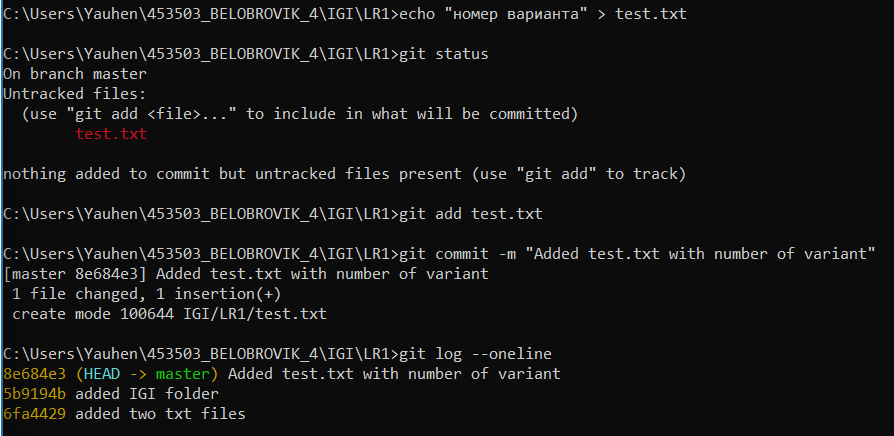 C:\Users\Yauhen\453503_BELOBROVIK_4\IGI\LR1>echo "номер варианта" > test.txt
C:\Users\Yauhen\453503_BELOBROVIK_4\IGI\LR1>git status
On branch master
Untracked files:
  (use "git add <file>..." to include in what will be committed)
        test.txt
nothing added to commit but untracked files present (use "git add" to track)
C:\Users\Yauhen\453503_BELOBROVIK_4\IGI\LR1>git add test.txt
C:\Users\Yauhen\453503_BELOBROVIK_4\IGI\LR1>git commit -m "Added test.txt with number of variant"
[master 8e684e3] Added test.txt with number of variant
 1 file changed, 1 insertion(+)
 create mode 100644 IGI/LR1/test.txt
C:\Users\Yauhen\453503_BELOBROVIK_4\IGI\LR1>git log --oneline
8e684e3 (HEAD -> master) Added test.txt with number of variant
5b9194b added IGI folder
6fa4429 added two txt files